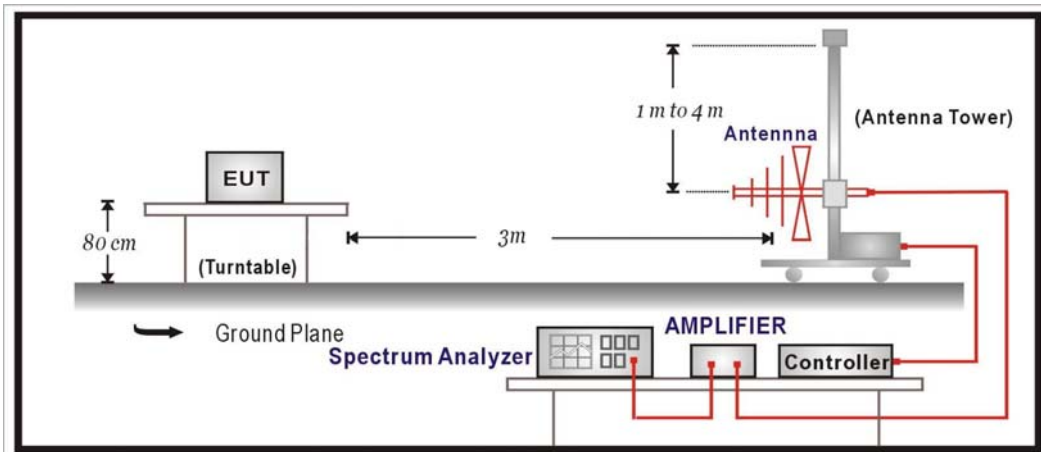 1 m to 4 m
(Antenna Tower)
Antennna
EUT
80 cm
3m
(Turntable)
Ground Plane
AMPLIFIER
Spectrum Analyzer
Controller